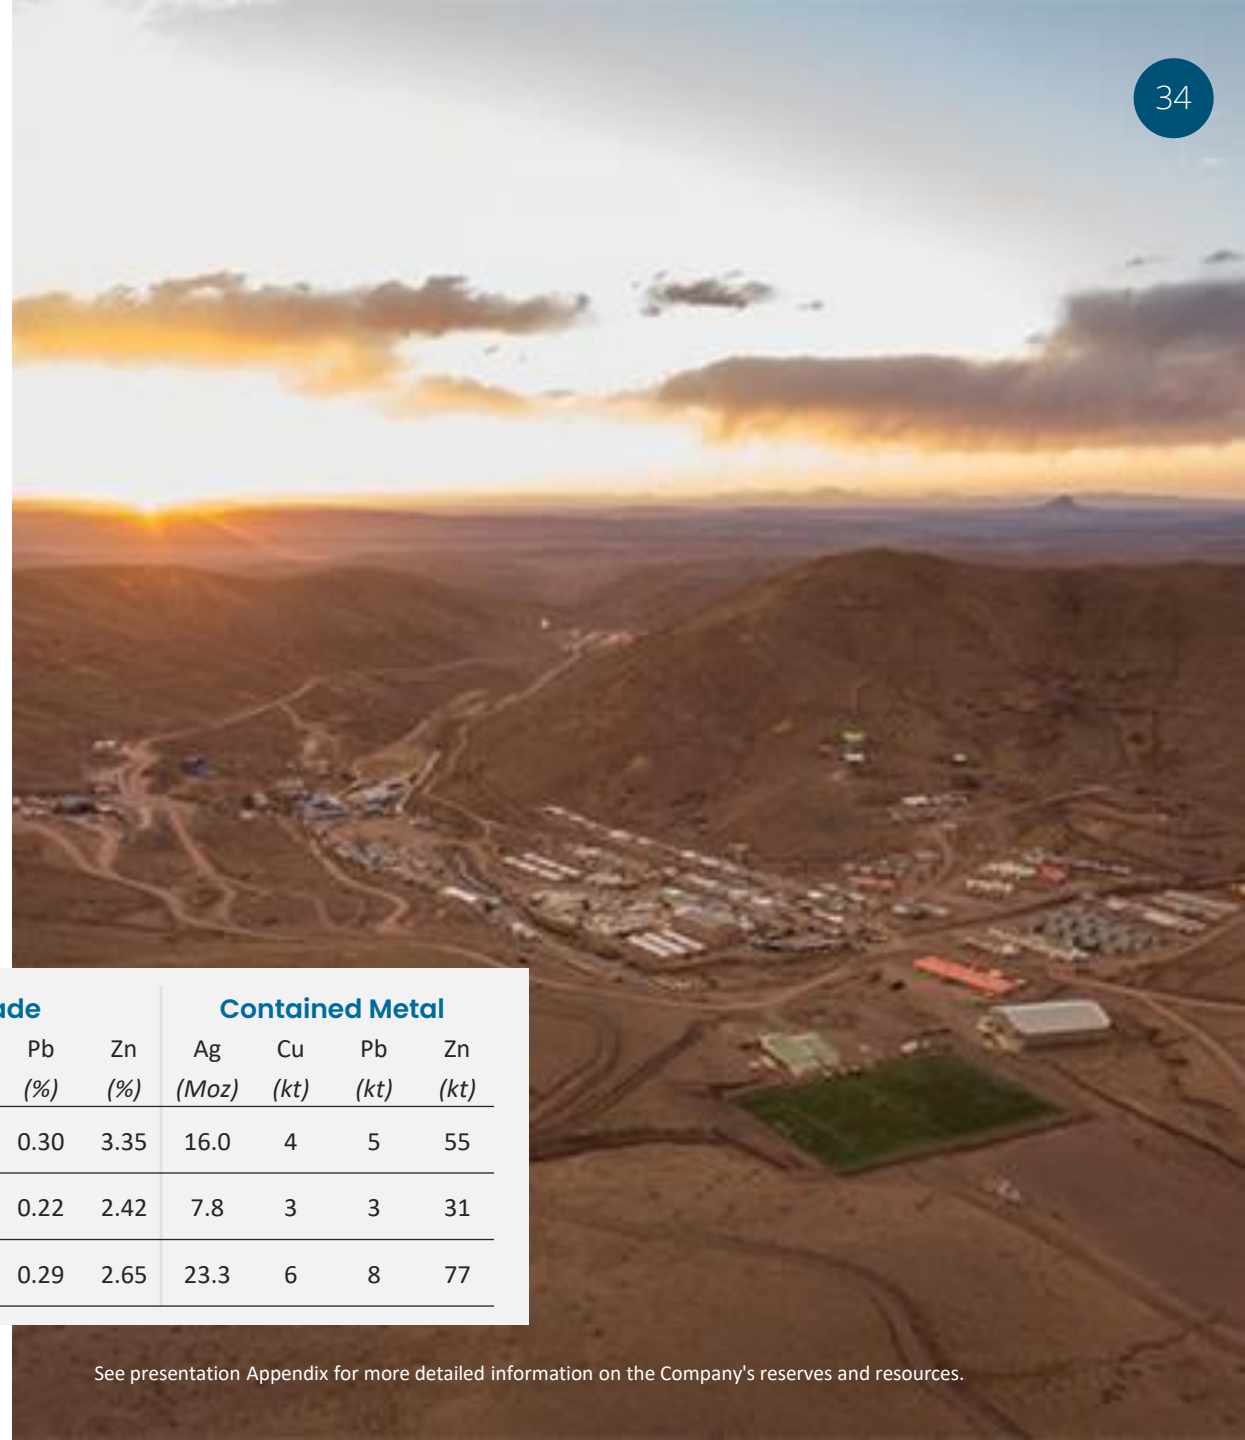 34
Contained Metal
Pb Zn Ag Cu Pb Zn
(%) (%) (Moz) (kt) (kt) (kt)
0.30 3.35 16.0 4 5 55
0.22 2.42 7.8 3 3 31
0.29 2.65 23.3 6 8 77
See presentation Appendix for more detailed information on the Company's reserves and resources.